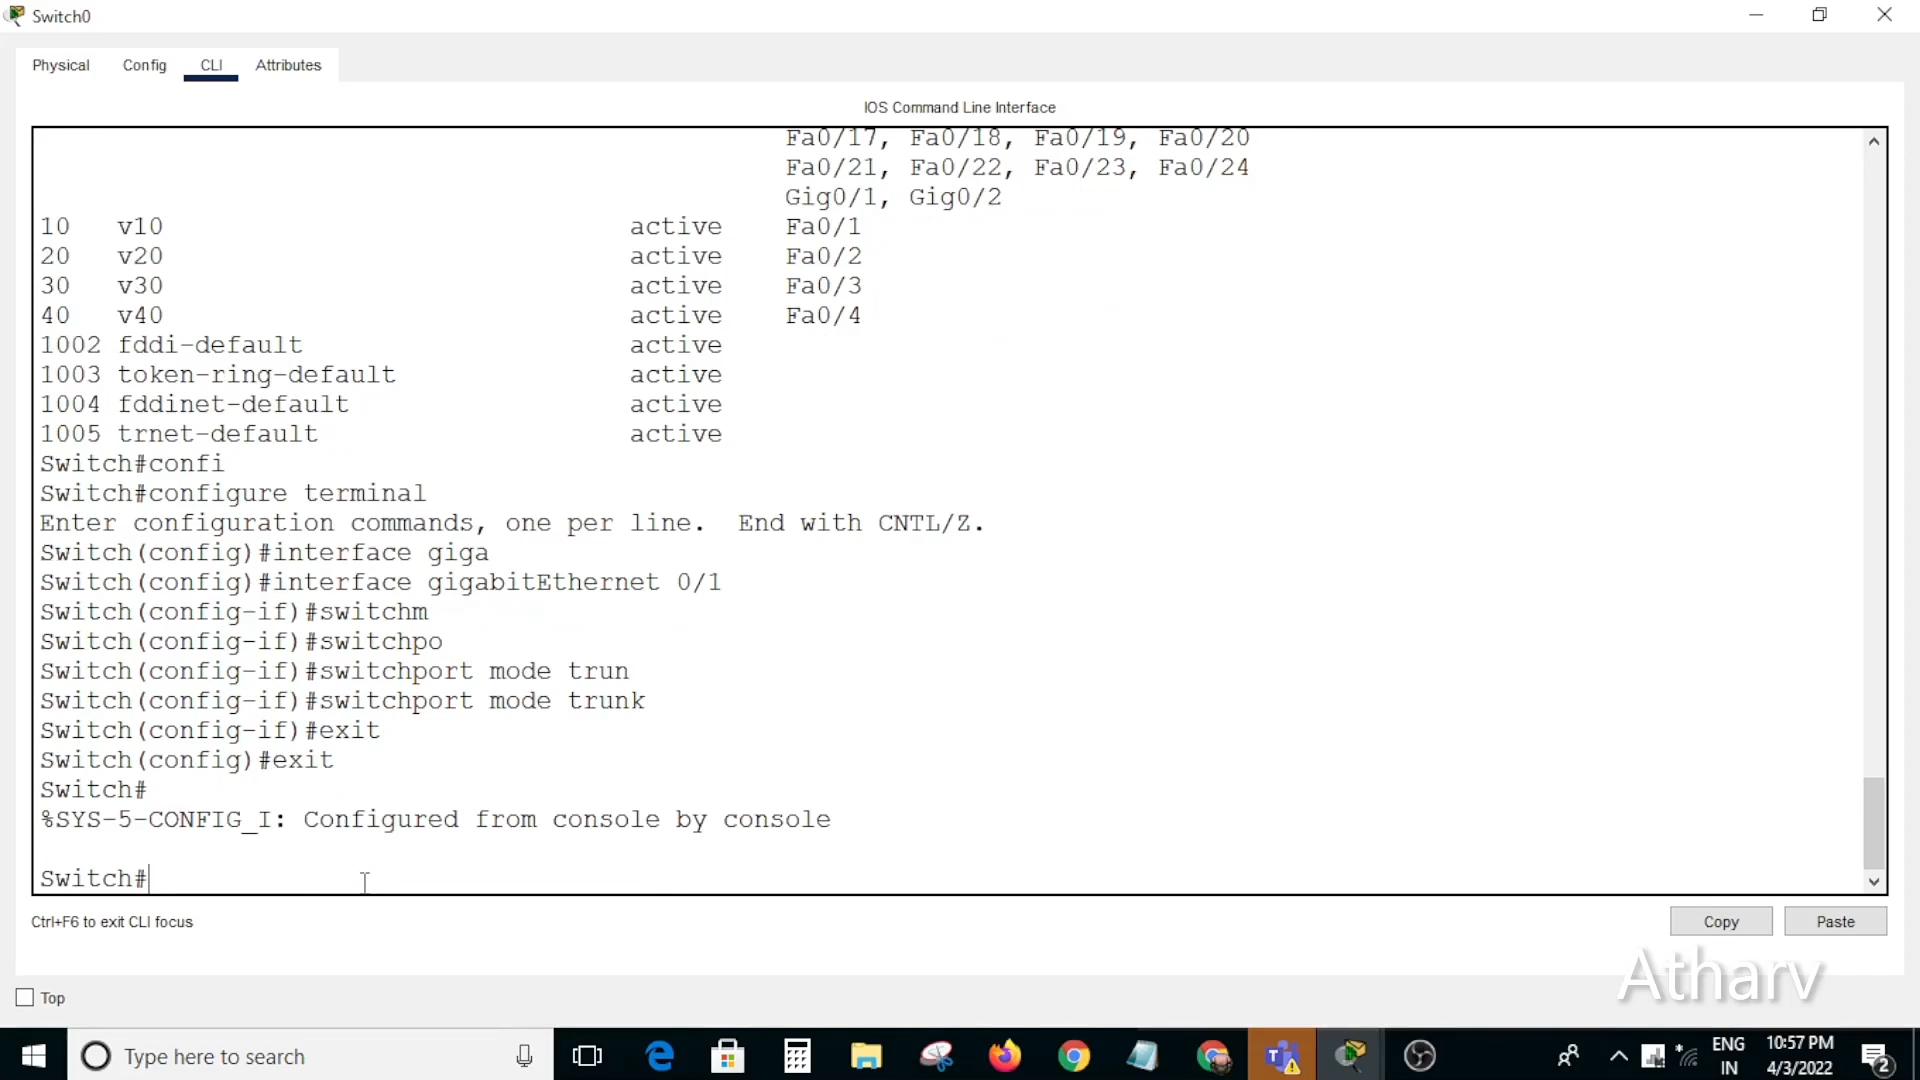 Switch0
Physical Config CLI Attributes
IOS Command Line Interface
Fa0/17, Fa0/18, Fa0/19, Fa0/20
Fa0/21, Fa0/22, Fa0/23, Fa0/24
Gig0/1, Gig0/2
10 v10 active Fa0/1
20 v20 active Fa0/2
30 v30 active Fa0/3
40 v40 active Fa0/4
1002 fddi-default active
1003 token-ring-default active
1004 fddinet-default active
1005 trnet-default active
Switch#confi
Switch#configure terminal
Enter configuration commands, one per line. End with CNTL/Z.
Switch(config)#interface giga
Switch(config)#interface gigabitEthernet 0/1
Switch(config-if)#switchm
Switch(config-if)#switchpo
Switch(config-if)#switchport mode trun
Switch(config-if)#switchport mode trunk
Switch(config-if)#exit
Switch(config)#exit
Switch#
%SYS-5-CONFIG_I: Configured from console by console
Switch#
Ctrl+F6 to exit CLI focus
Copy Paste
Atharv
Top
Type here to search
ENG 10:57 PM
IN 4/3/2022 2